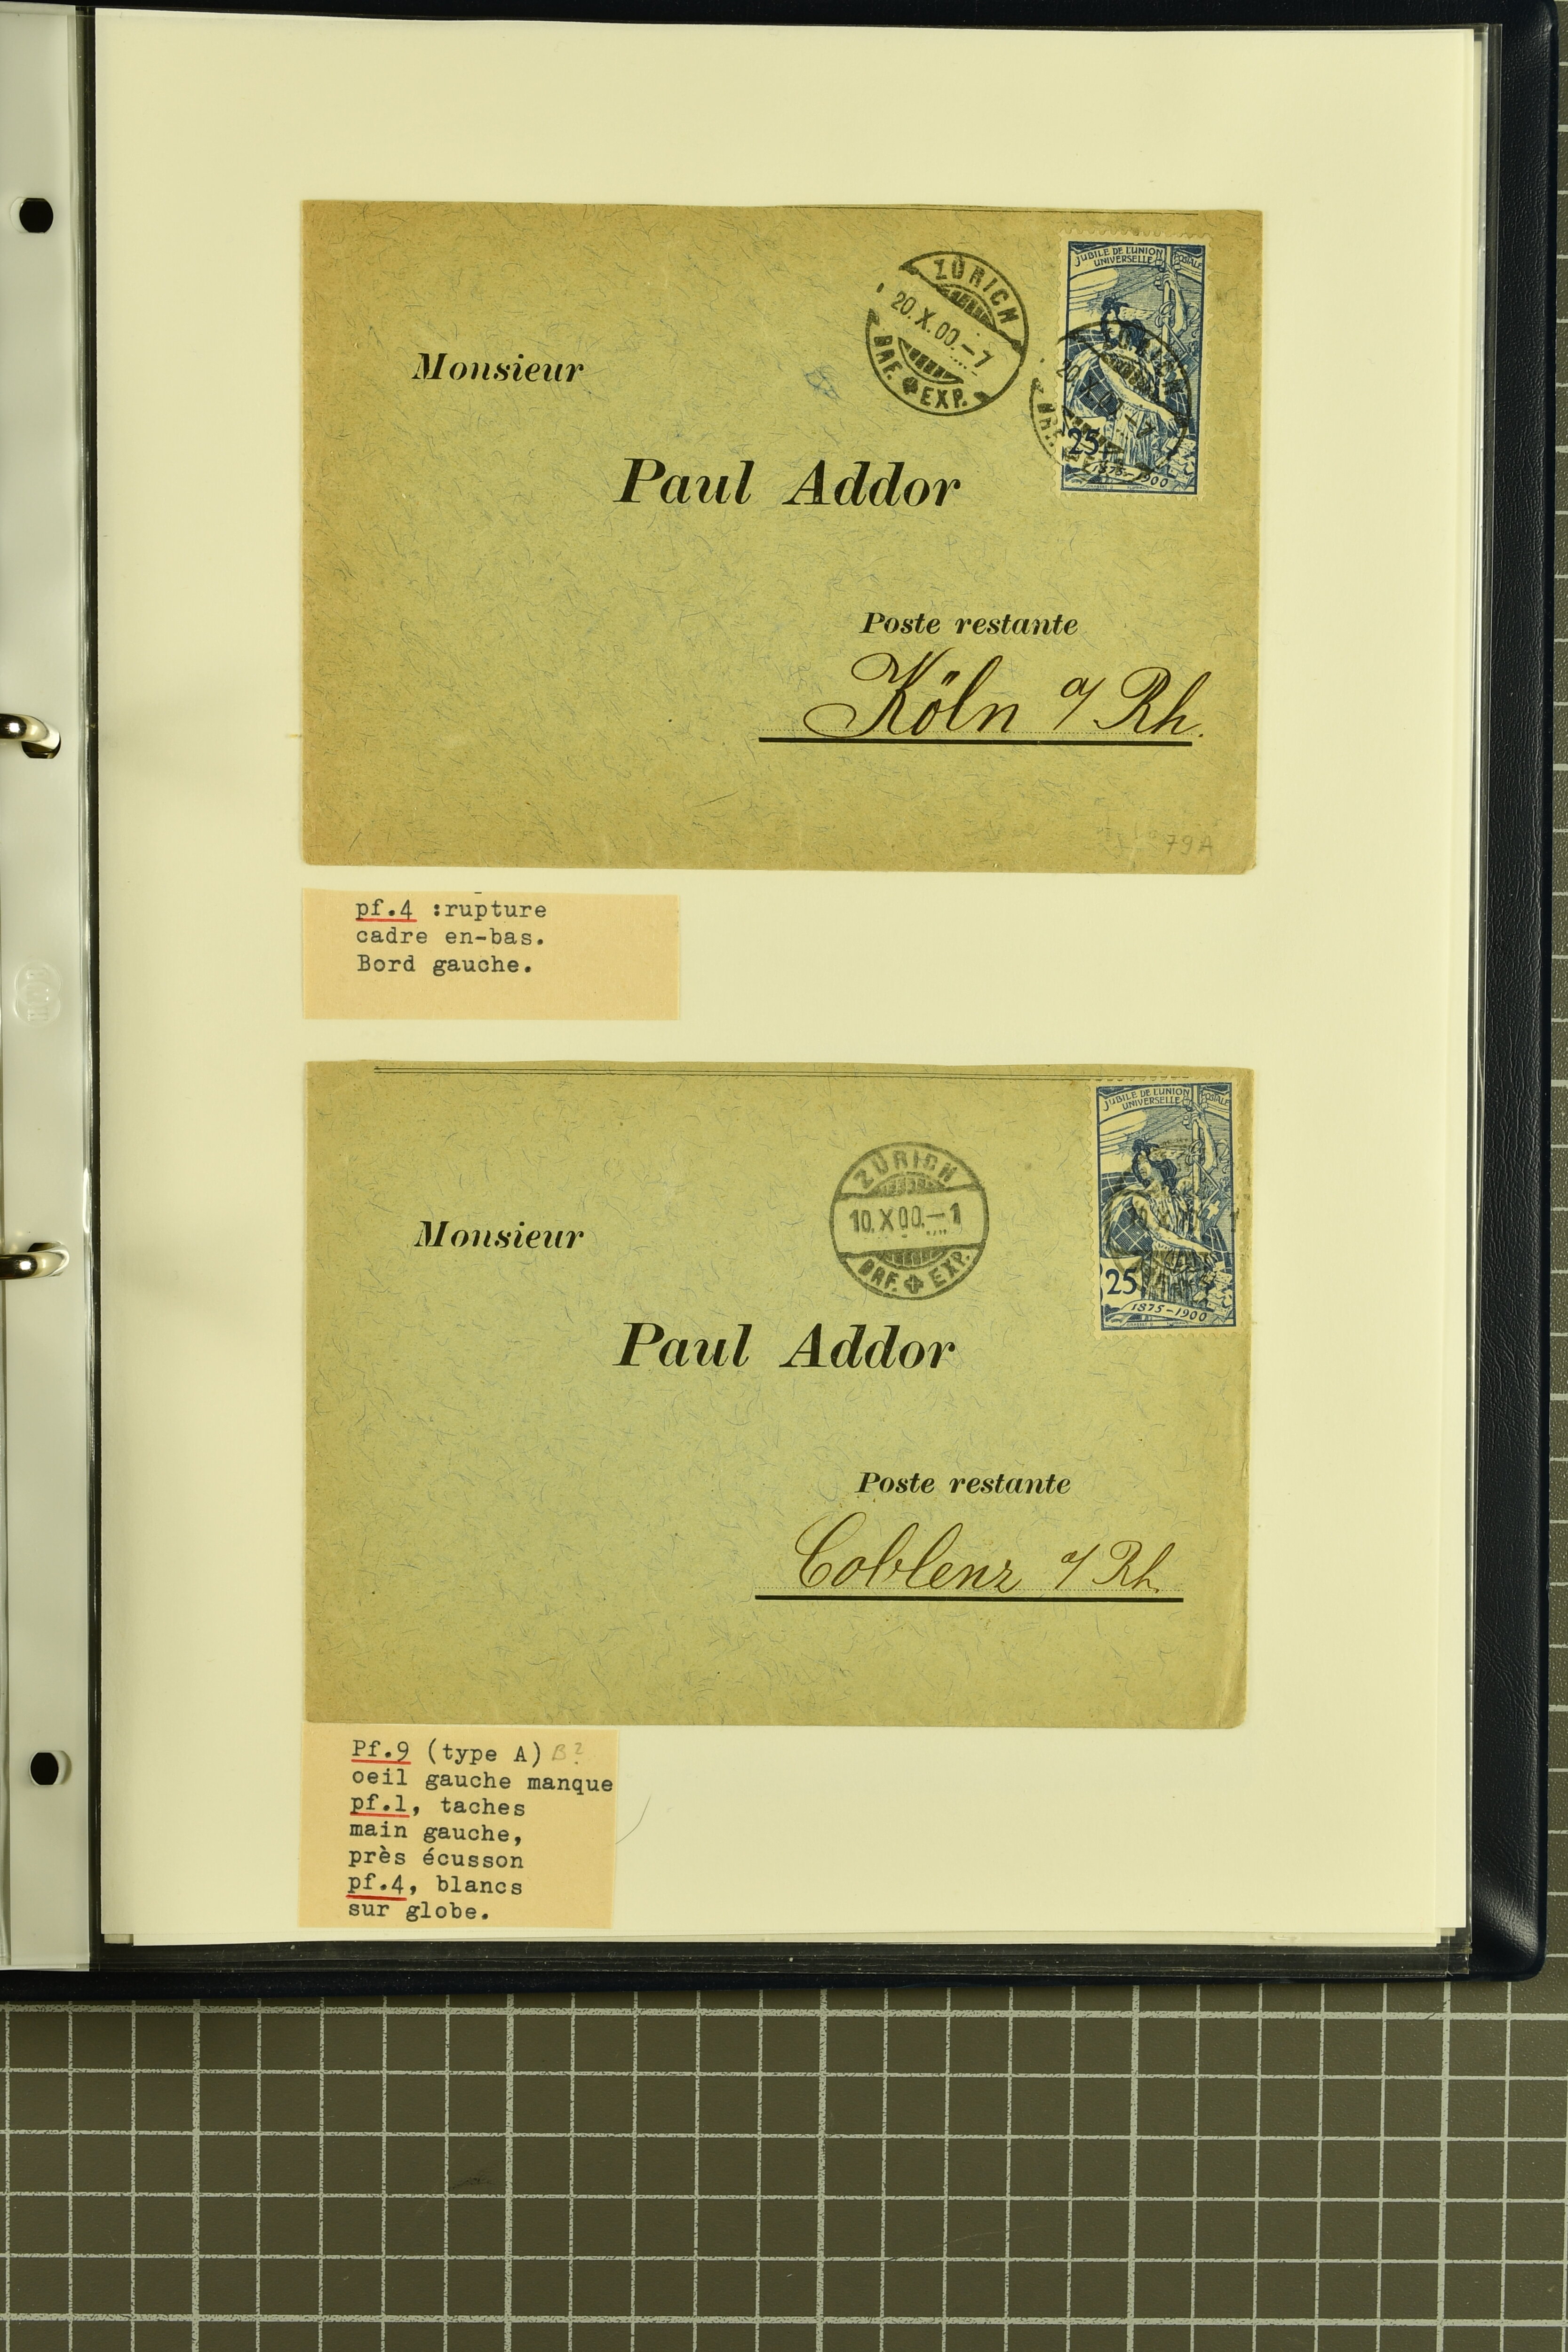 JUBILE DE L'UNION
UNIVERSELLE POSTALE
25
1875-1900
ZÜRICH
20.X.00.-7
BRF. EXP.
Monsieur
Paul Addor
Poste restante
Köln a/ Rh.
79A
pf.4 :rupture
cadre en-bas.
Bord gauche.
JUBILE DE L'UNION
UNIVERSELLE POSTALE
25
1875-1900
ZÜRICH
10.X.00.-1
BRF. EXP.
Monsieur
Paul Addor
Poste restante
Coblenz a/ Rh.
Pf.9 (type A) B?
oeil gauche manque
pf.1, taches
main gauche,
près écusson
pf.4, blancs
sur globe.